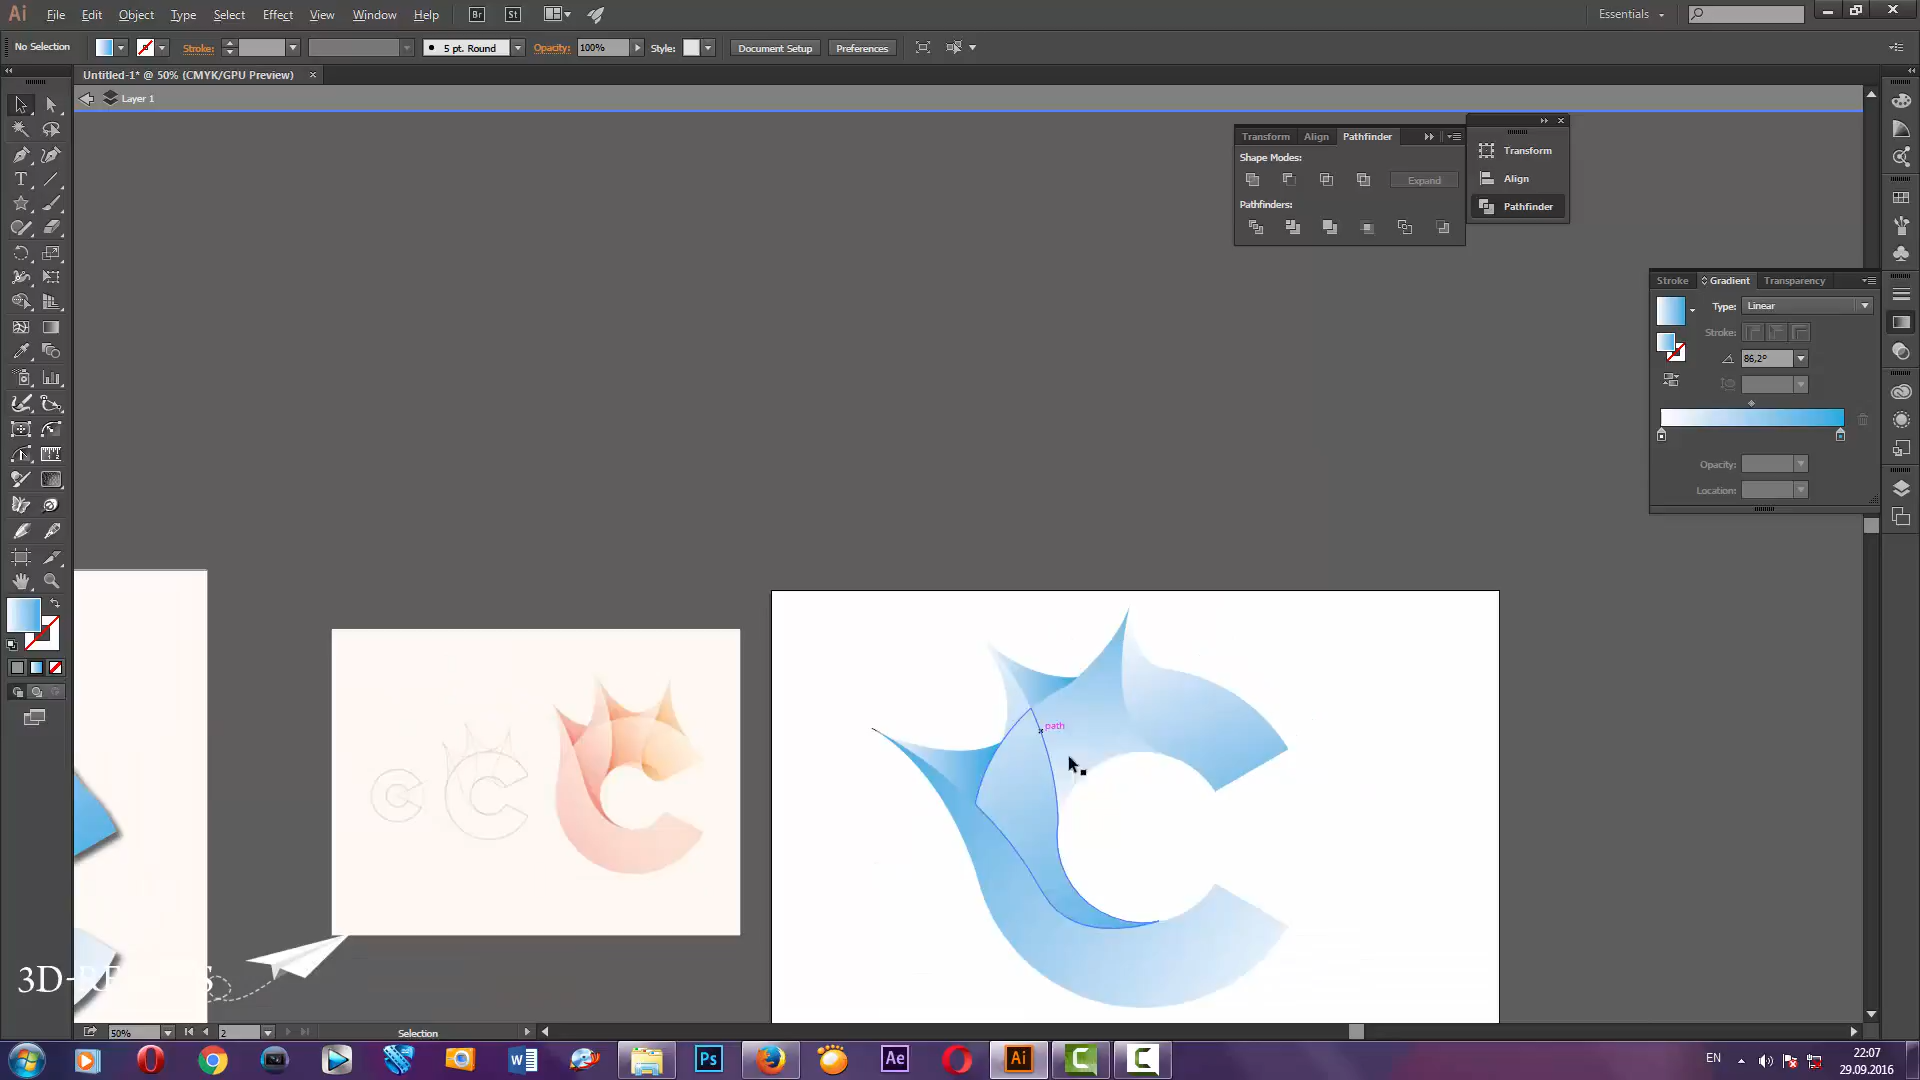 Ai File Edit Object Type Select Effect View Window Help Br St Essentials
No Selection Stroke: 5 pt. Round Opacity: 100% Style: Document Setup Preferences
Untitled-1* @ 50% (CMYK/GPU Preview)
Layer 1
Transform Align Pathfinder
Shape Modes:
Expand
Pathfinders:
Transform
Align
Pathfinder
Stroke Gradient Transparency
Type: Linear
Stroke:
86,2°
Opacity:
Location:
path
50% 2 Selection
W Ps Ae Ai C C
EN 22:07
29.09.2016